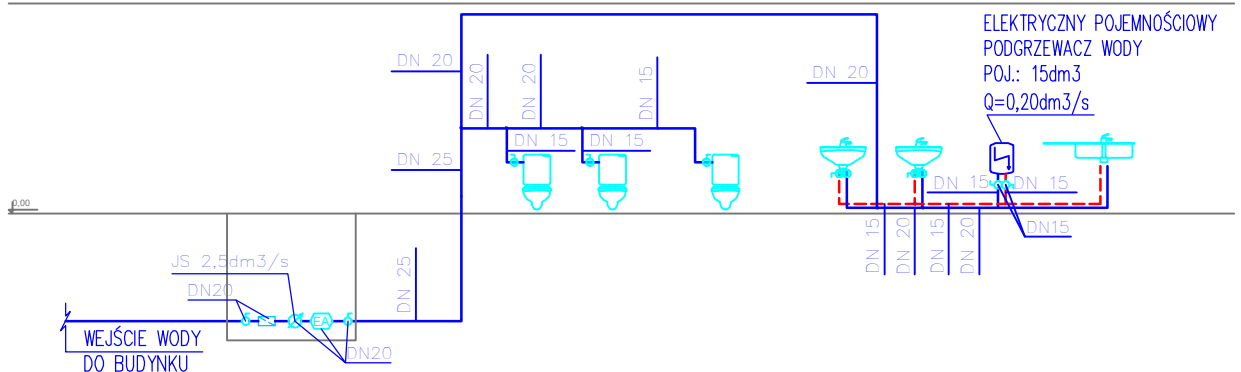 ELEKTRYCZNY POJEMNOŚCIOWY
PODGRZEWACZ WODY
POJ.: 15dm3
Q=0,20dm3/s
DN 20
DN 20
DN 20
DN 15
DN 20
DN 15
DN 15
DN 25
DN 15
DN 15
0.00
DN 15
DN 20
DN 15
DN 20
DN15
JS 2,5dm3/s
DN20
DN 25
EA
DN20
WEJŚCIE WODY
DO BUDYNKU